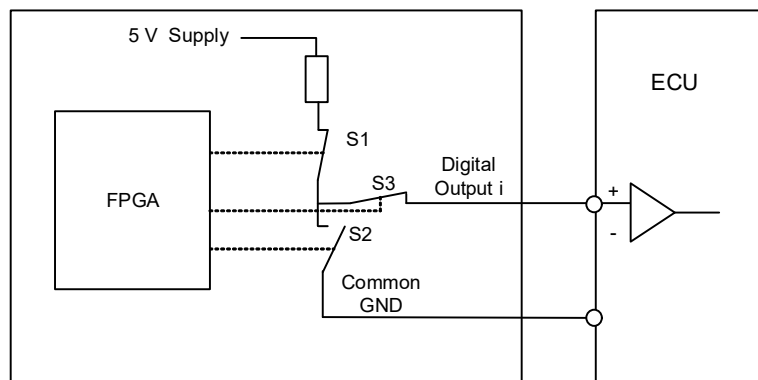 5 V Supply
ECU
S1
Digital
Output i
S3
FPGA
+
-
S2
Common
GND